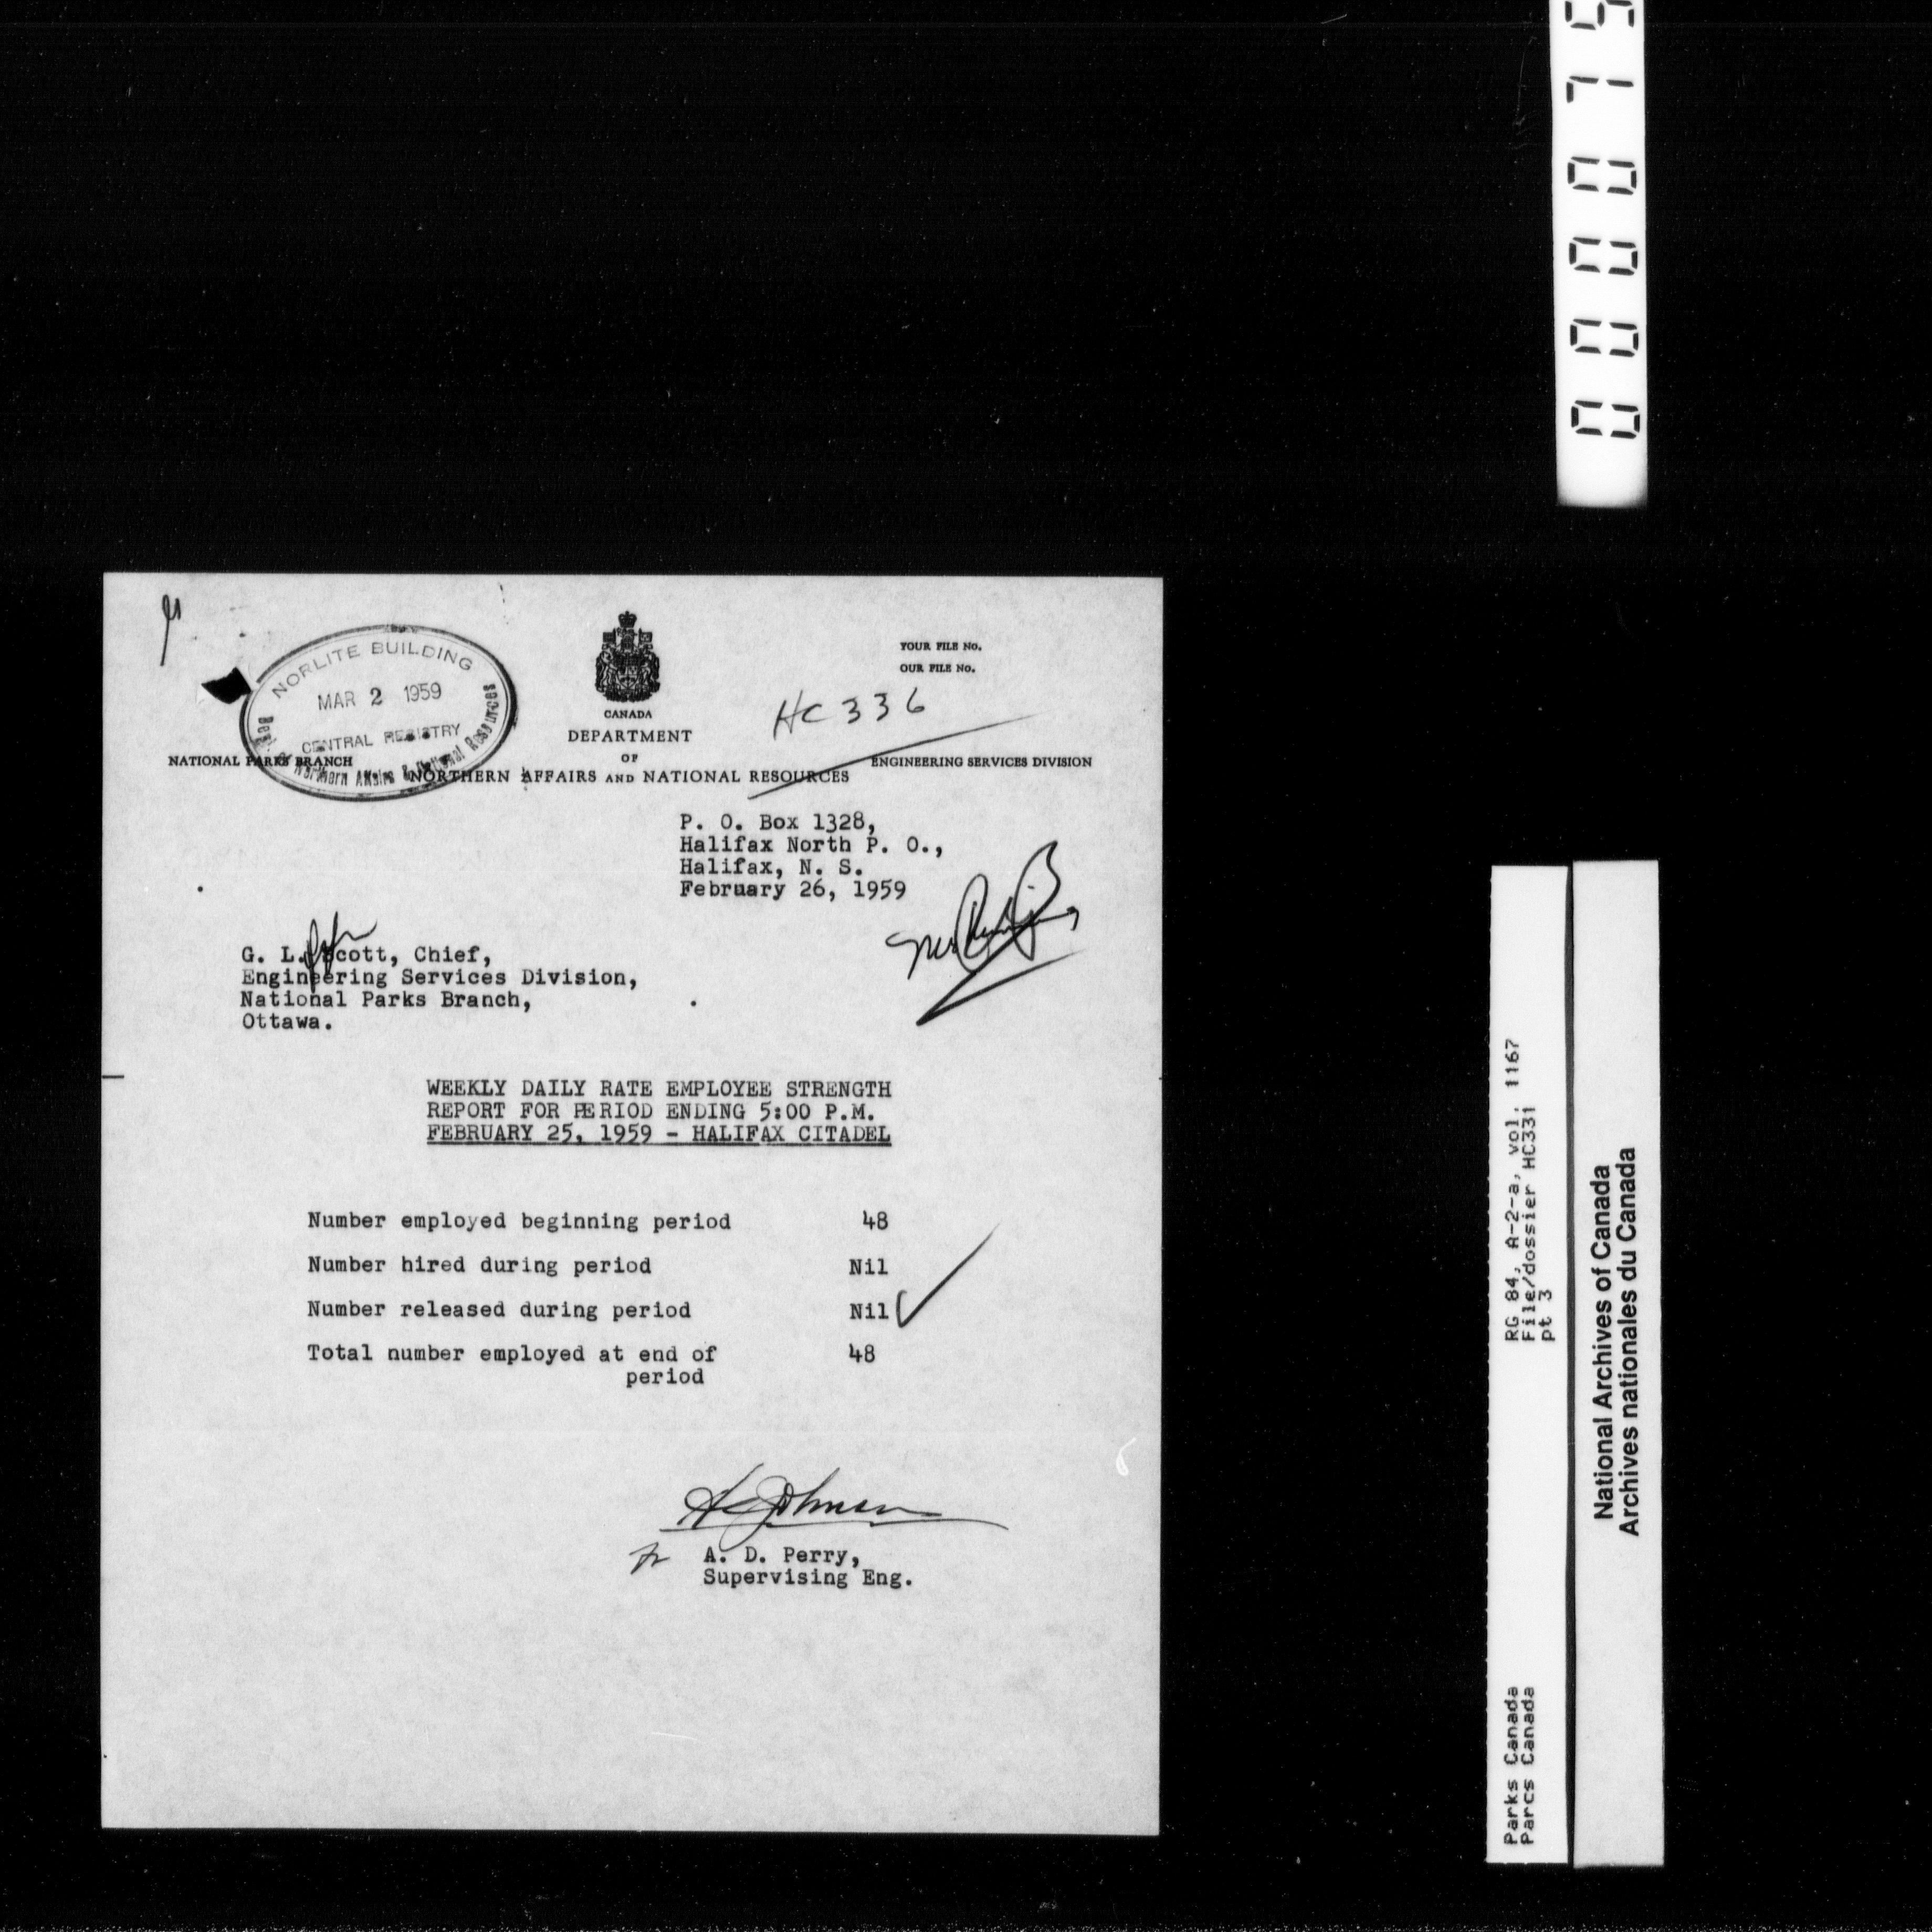 NORLITE BUILDING
MAR 2 1959
CENTRAL REGISTRY
Northern Affairs & National Resources
CANADA
DEPARTMENT
OF
NORTHERN AFFAIRS AND NATIONAL RESOURCES
NATIONAL PARKS BRANCH
ENGINEERING SERVICES DIVISION
YOUR FILE No.
OUR FILE No.
HC 336
P. O. Box 1328,
Halifax North P. O.,
Halifax, N. S.
February 26, 1959
G. L. Scott, Chief,
Engineering Services Division,
National Parks Branch,
Ottawa.
WEEKLY DAILY RATE EMPLOYEE STRENGTH
REPORT FOR PERIOD ENDING 5:00 P.M.
FEBRUARY 25, 1959 - HALIFAX CITADEL
Number employed beginning period 48
Number hired during period Nil
Number released during period Nil
Total number employed at end of 48
period
A. D. Perry,
Supervising Eng.
RG 84, A-2-a, vol. 1167
File/dossier HC331
pt 3
Parks Canada
Parcs Canada
National Archives of Canada
Archives nationales du Canada